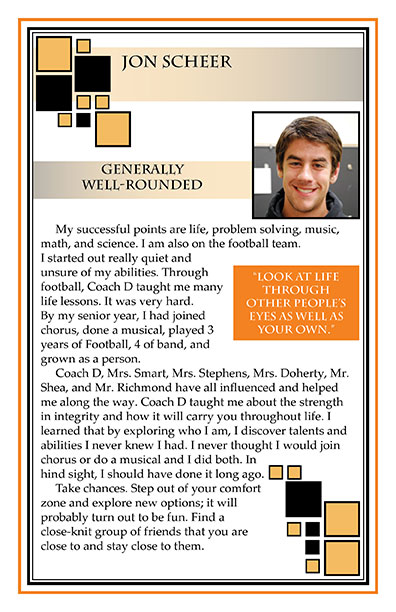 JON SCHEER
GENERALLY
WELL-ROUNDED
My successful points are life, problem solving, music,
math, and science. I am also on the football team.
I started out really quiet and
unsure of my abilities. Through
football, Coach D taught me many
life lessons. It was very hard.
By my senior year, I had joined
chorus, done a musical, played 3
years of Football, 4 of band, and
grown as a person.
"LOOK AT LIFE
THROUGH
OTHER PEOPLE'S
EYES AS WELL AS
YOUR OWN."
Coach D, Mrs. Smart, Mrs. Stephens, Mrs. Doherty, Mr.
Shea, and Mr. Richmond have all influenced and helped
me along the way. Coach D taught me about the strength
in integrity and how it will carry you throughout life. I
learned that by exploring who I am, I discover talents and
abilities I never knew I had. I never thought I would join
chorus or do a musical and I did both. In
hind sight, I should have done it long ago.
Take chances. Step out of your comfort
zone and explore new options; it will
probably turn out to be fun. Find a
close-knit group of friends that you are
close to and stay close to them.